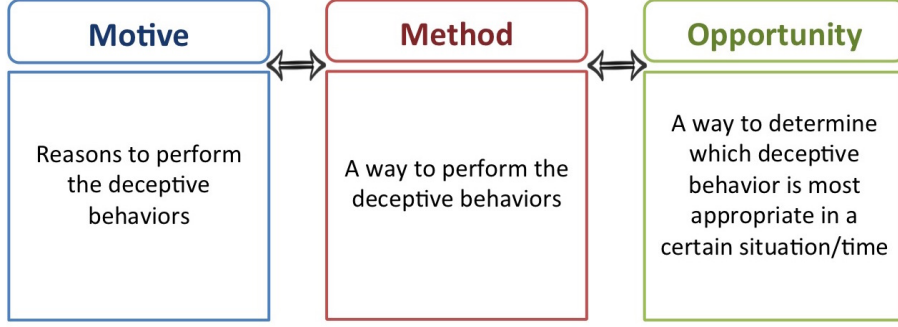 Motive
Method
Opportunity
Reasons to perform
the deceptive
behaviors
A way to perform the
deceptive behaviors
A way to determine
which deceptive
behavior is most
appropriate in a
certain situation/time